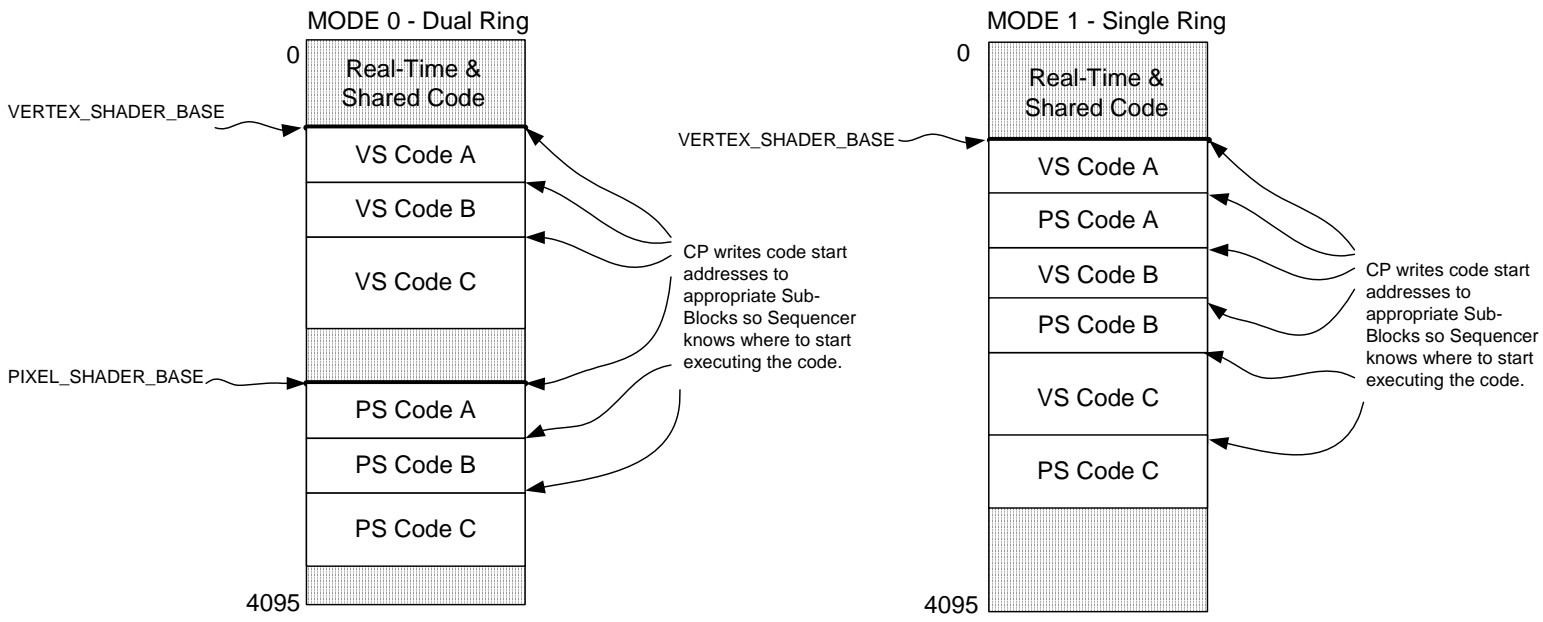 MODE 0 - Dual Ring
0
Real-Time &
Shared Code
VERTEX_SHADER_BASE
VS Code A
VS Code B
VS Code C
PIXEL_SHADER_BASE
PS Code A
PS Code B
PS Code C
4095
CP writes code start
addresses to
appropriate Sub-
Blocks so Sequencer
knows where to start
executing the code.
MODE 1 - Single Ring
0
Real-Time &
Shared Code
VERTEX_SHADER_BASE
VS Code A
PS Code A
VS Code B
PS Code B
VS Code C
PS Code C
4095
CP writes code start
addresses to
appropriate Sub-
Blocks so Sequencer
knows where to start
executing the code.